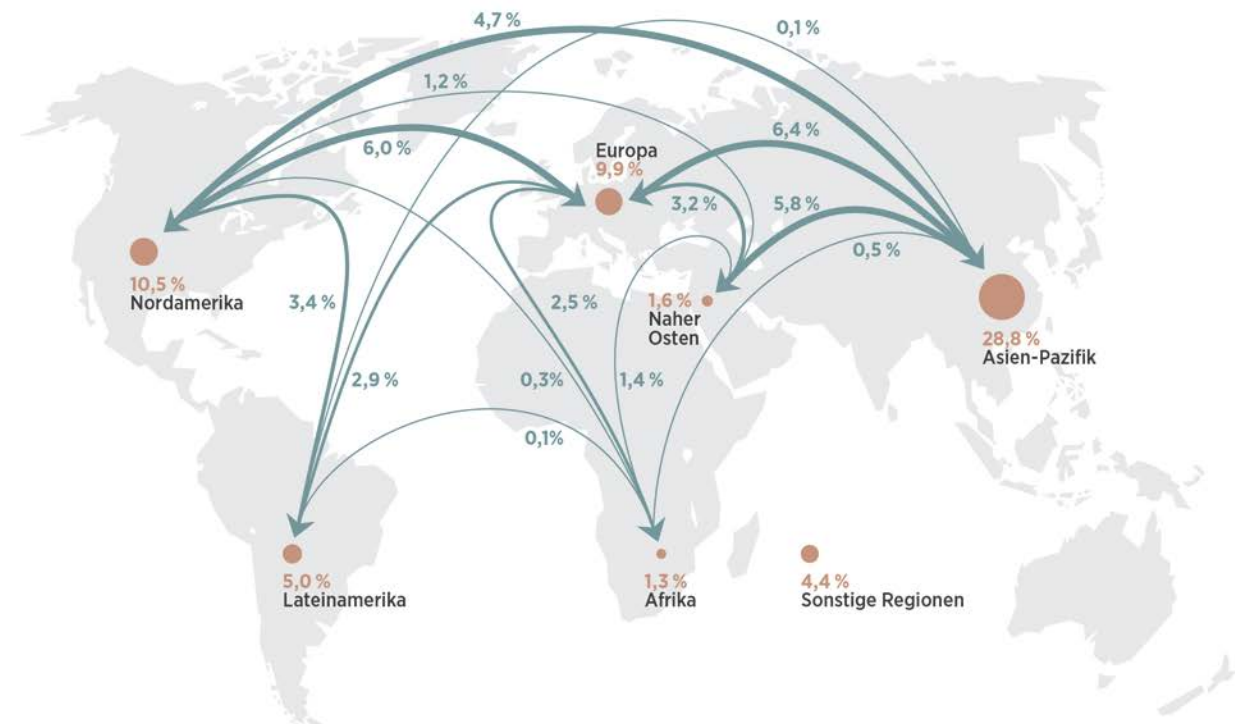 4,7 %
0,1 %
1,2 %
6,0 %
6,4 %
Europa
9,9 %
3,2 %
5,8 %
0,5 %
10,5 %
Nordamerika
3,4 %
2,5 %
1,6 %
Naher
Osten
28,8 %
Asien-Pazifik
2,9 %
0,3%
1,4 %
0,1%
5,0 %
Lateinamerika
1,3 %
Afrika
4,4 %
Sonstige Regionen